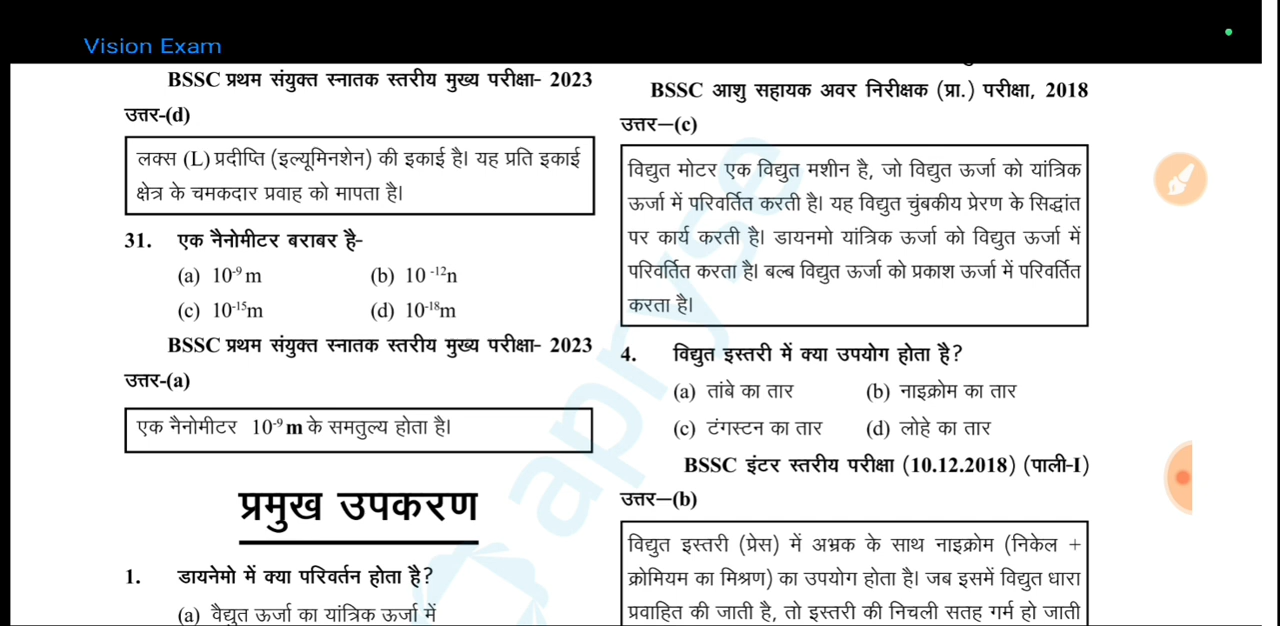 Vision Exam
BSSC प्रथम संयुक्त स्नातक स्तरीय मुख्य परीक्षा- 2023
उत्तर-(d)
लक्स (L) प्रदीप्ति (इल्यूमिनशेन) की इकाई है। यह प्रति इकाई
क्षेत्र के चमकदार प्रवाह को मापता है।
31. एक नैनोमीटर बराबर है-
(a) 10⁻⁹ m (b) 10 ⁻¹²n
(c) 10⁻¹⁵m (d) 10⁻¹⁸m
BSSC प्रथम संयुक्त स्नातक स्तरीय मुख्य परीक्षा- 2023
उत्तर-(a)
एक नैनोमीटर 10⁻⁹ m के समतुल्य होता है।
प्रमुख उपकरण
1. डायनेमो में क्या परिवर्तन होता है?
(a) वैद्युत ऊर्जा का यांत्रिक ऊर्जा में
BSSC आशु सहायक अवर निरीक्षक (प्रा.) परीक्षा, 2018
उत्तर—(c)
विद्युत मोटर एक विद्युत मशीन है, जो विद्युत ऊर्जा को यांत्रिक
ऊर्जा में परिवर्तित करती है। यह विद्युत चुंबकीय प्रेरण के सिद्धांत
पर कार्य करती है। डायनमो यांत्रिक ऊर्जा को विद्युत ऊर्जा में
परिवर्तित करता है। बल्ब विद्युत ऊर्जा को प्रकाश ऊर्जा में परिवर्तित
करता है।
4. विद्युत इस्तरी में क्या उपयोग होता है?
(a) तांबे का तार (b) नाइक्रोम का तार
(c) टंगस्टन का तार (d) लोहे का तार
BSSC इंटर स्तरीय परीक्षा (10.12.2018) (पाली-I)
उत्तर—(b)
विद्युत इस्तरी (प्रेस) में अभ्रक के साथ नाइक्रोम (निकेल +
क्रोमियम का मिश्रण) का उपयोग होता है। जब इसमें विद्युत धारा
प्रवाहित की जाती है, तो इस्तरी की निचली सतह गर्म हो जाती
apryse